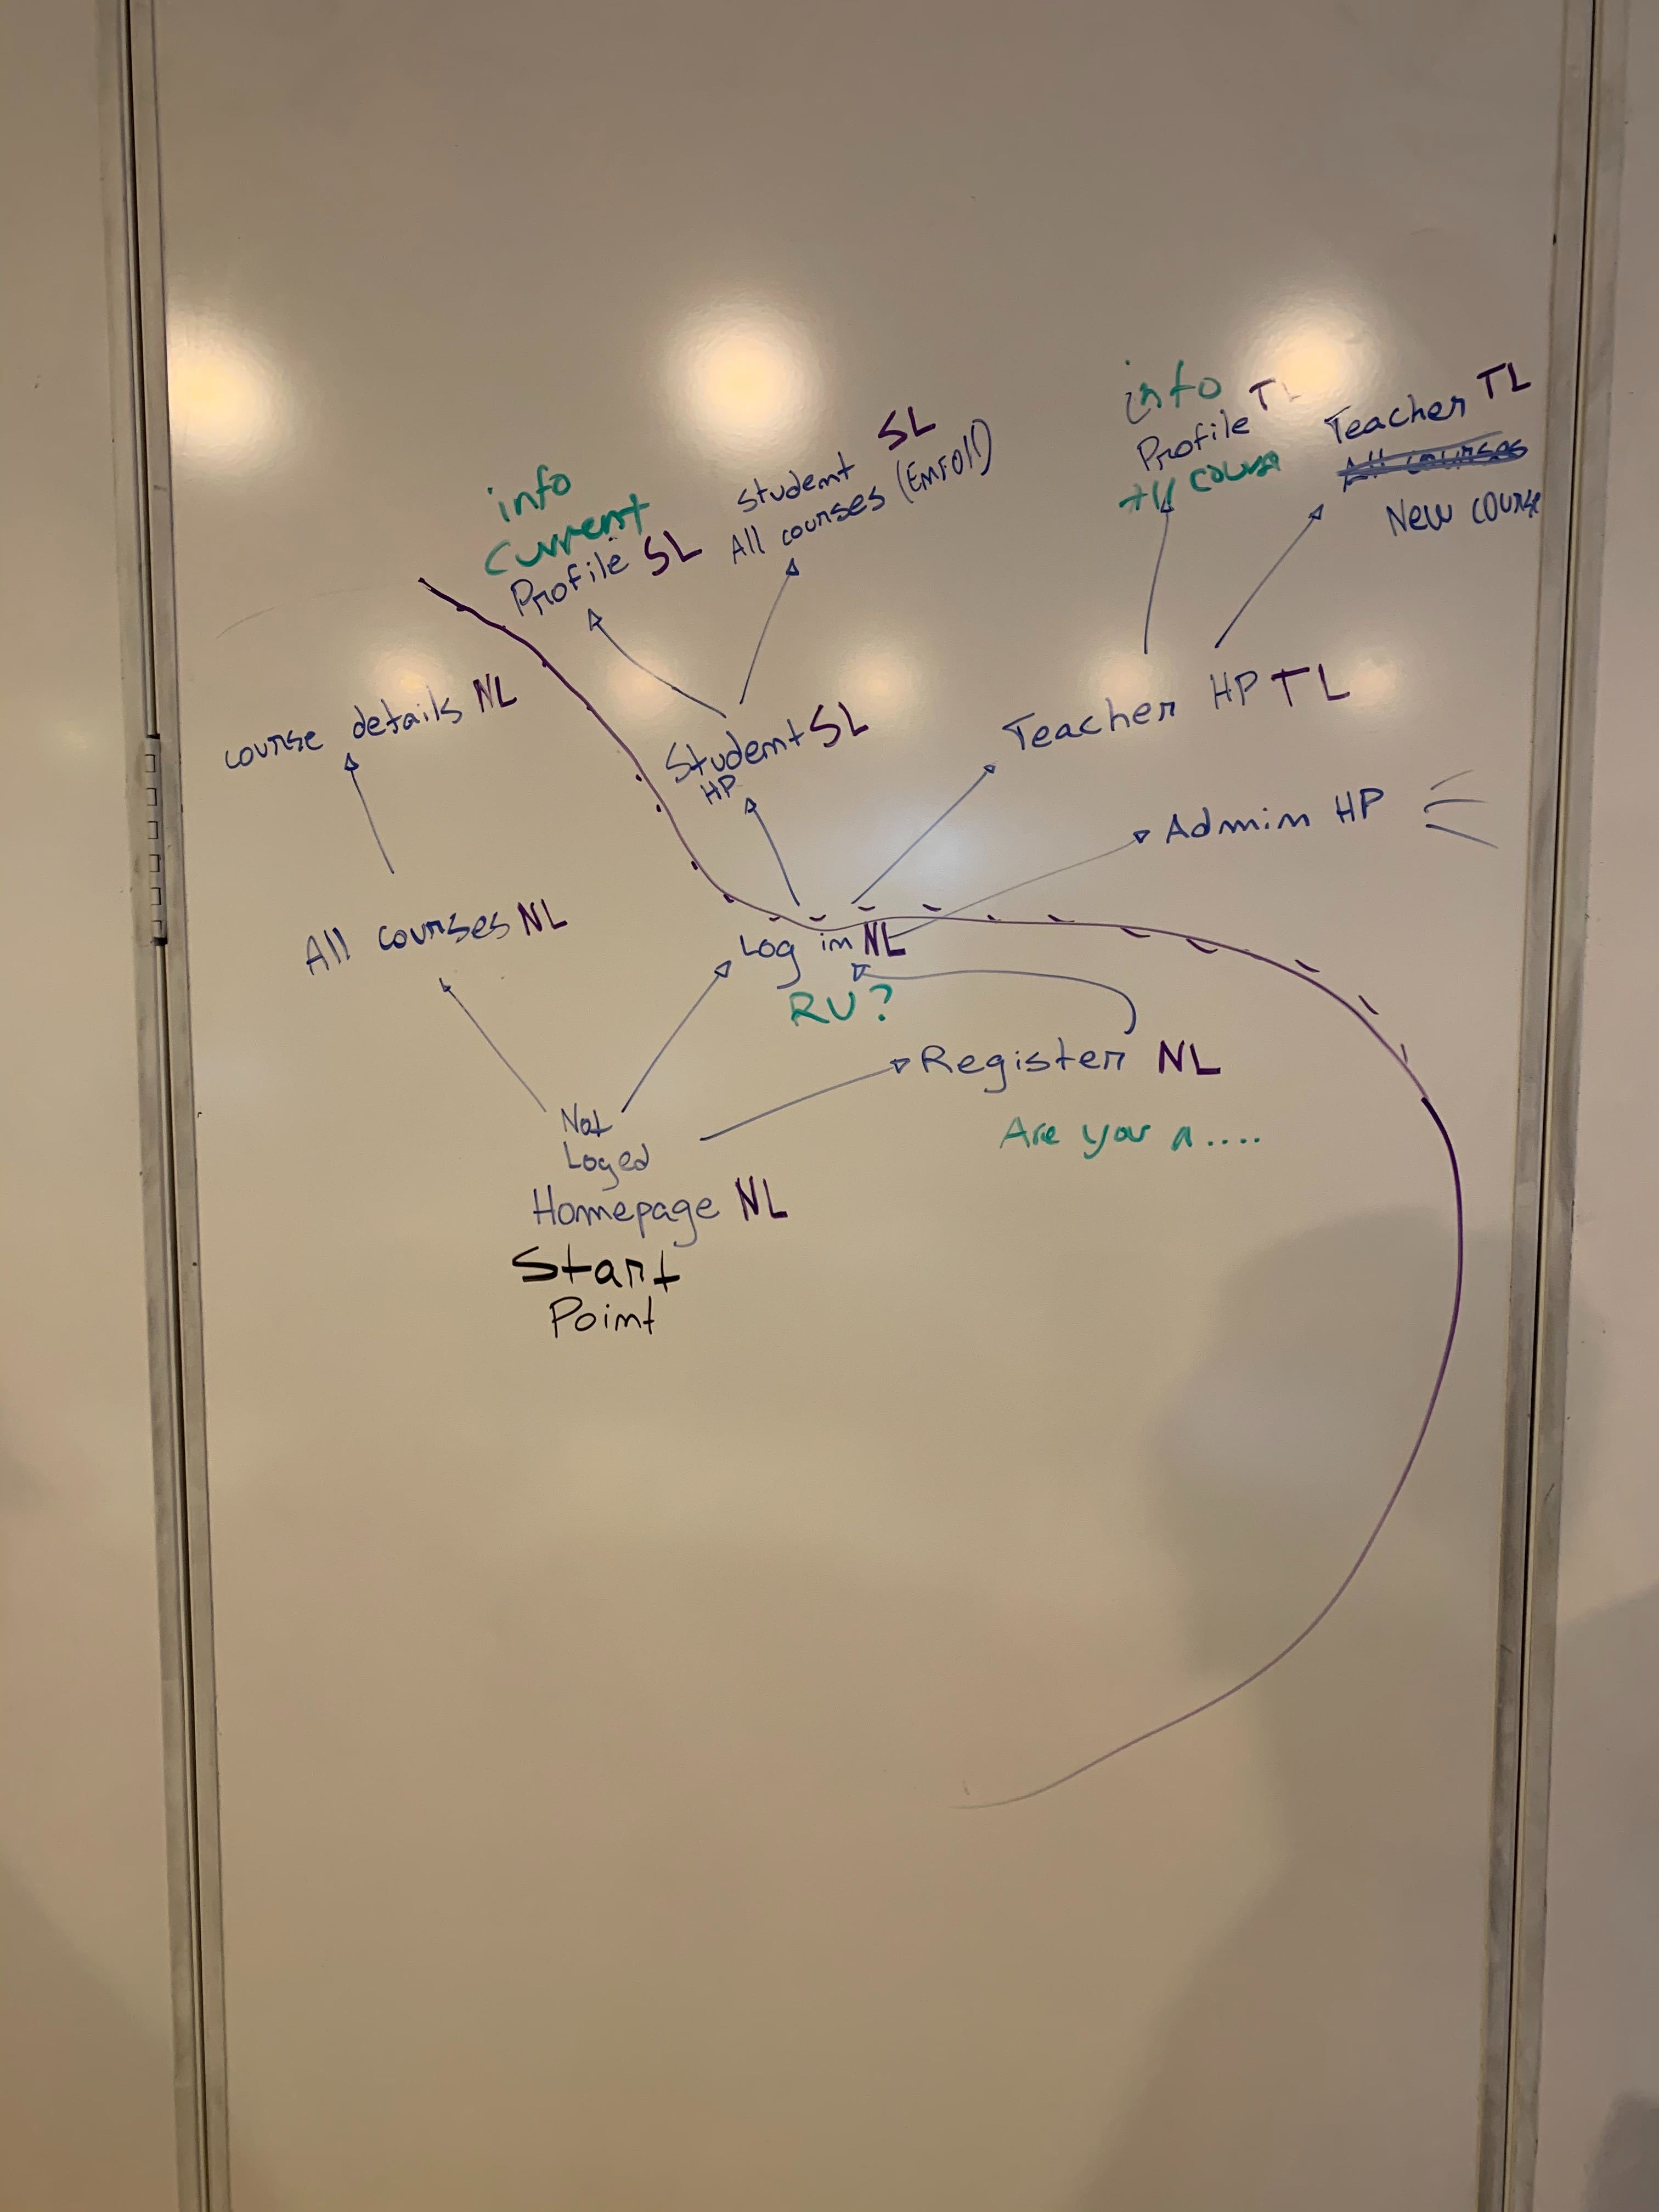 info
Profile TL
All course
Teacher TL
All courses
New course
SL
student
All courses (Enroll)
info
current
Profile SL
course details NL
Student SL
HP
Teacher HP TL
Admin HP
All courses NL
Log in NL
RU?
Register NL
Are you a....
Not
Loged
Homepage NL
Start
Point